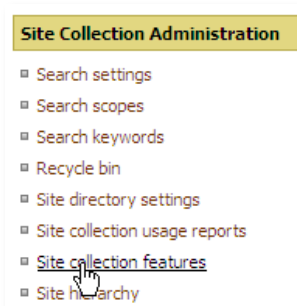 Site Collection Administration
Search settings
Search scopes
Search keywords
Recycle bin
Site directory settings
Site collection usage reports
Site collection features
Site hierarchy